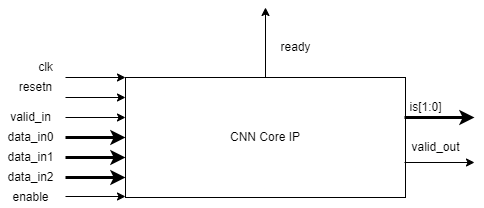 ready
clk
resetn
valid_in
data_in0
data_in1
data_in2
enable
CNN Core IP
is[1:0]
valid_out